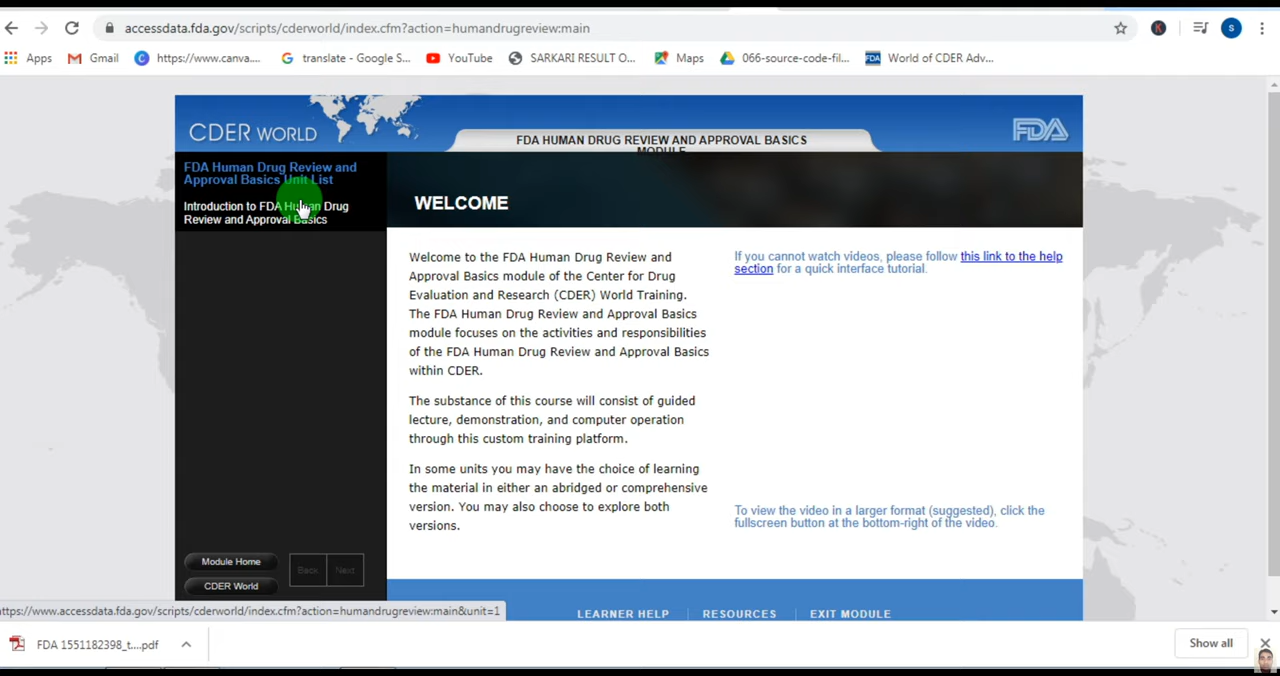 accessdata.fda.gov/scripts/cderworld/index.cfm?action=humandrugreview:main
K
S
Apps
Gmail
https://www.canva....
translate - Google S...
YouTube
SARKARI RESULT O...
Maps
066-source-code-fil...
World of CDER Adv...
CDER WORLD
FDA HUMAN DRUG REVIEW AND APPROVAL BASICS
MODULE
FDA
FDA Human Drug Review and
Approval Basics Unit List
Introduction to FDA Human Drug
Review and Approval Basics
WELCOME
Welcome to the FDA Human Drug Review and
Approval Basics module of the Center for Drug
Evaluation and Research (CDER) World Training.
The FDA Human Drug Review and Approval Basics
module focuses on the activities and responsibilities
of the FDA Human Drug Review and Approval Basics
within CDER.
The substance of this course will consist of guided
lecture, demonstration, and computer operation
through this custom training platform.
In some units you may have the choice of learning
the material in either an abridged or comprehensive
version. You may also choose to explore both
versions.
If you cannot watch videos, please follow this link to the help
section for a quick interface tutorial.
To view the video in a larger format (suggested), click the
fullscreen button at the bottom-right of the video.
Module Home
Back
Next
CDER World
https://www.accessdata.fda.gov/scripts/cderworld/index.cfm?action=humandrugreview:main&unit=1
LEARNER HELP
RESOURCES
EXIT MODULE
FDA 1551182398_t....pdf
Show all